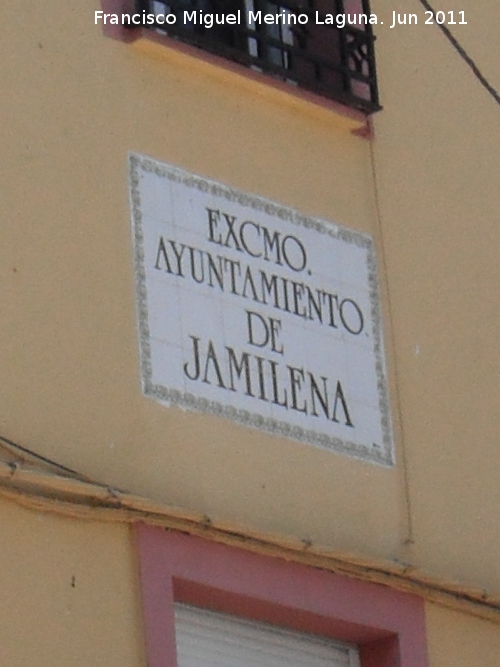 Francisco Miguel Merino Laguna. Jun 2011
EXCMO.
AYUNTAMIENTO.
DE
JAMILENA